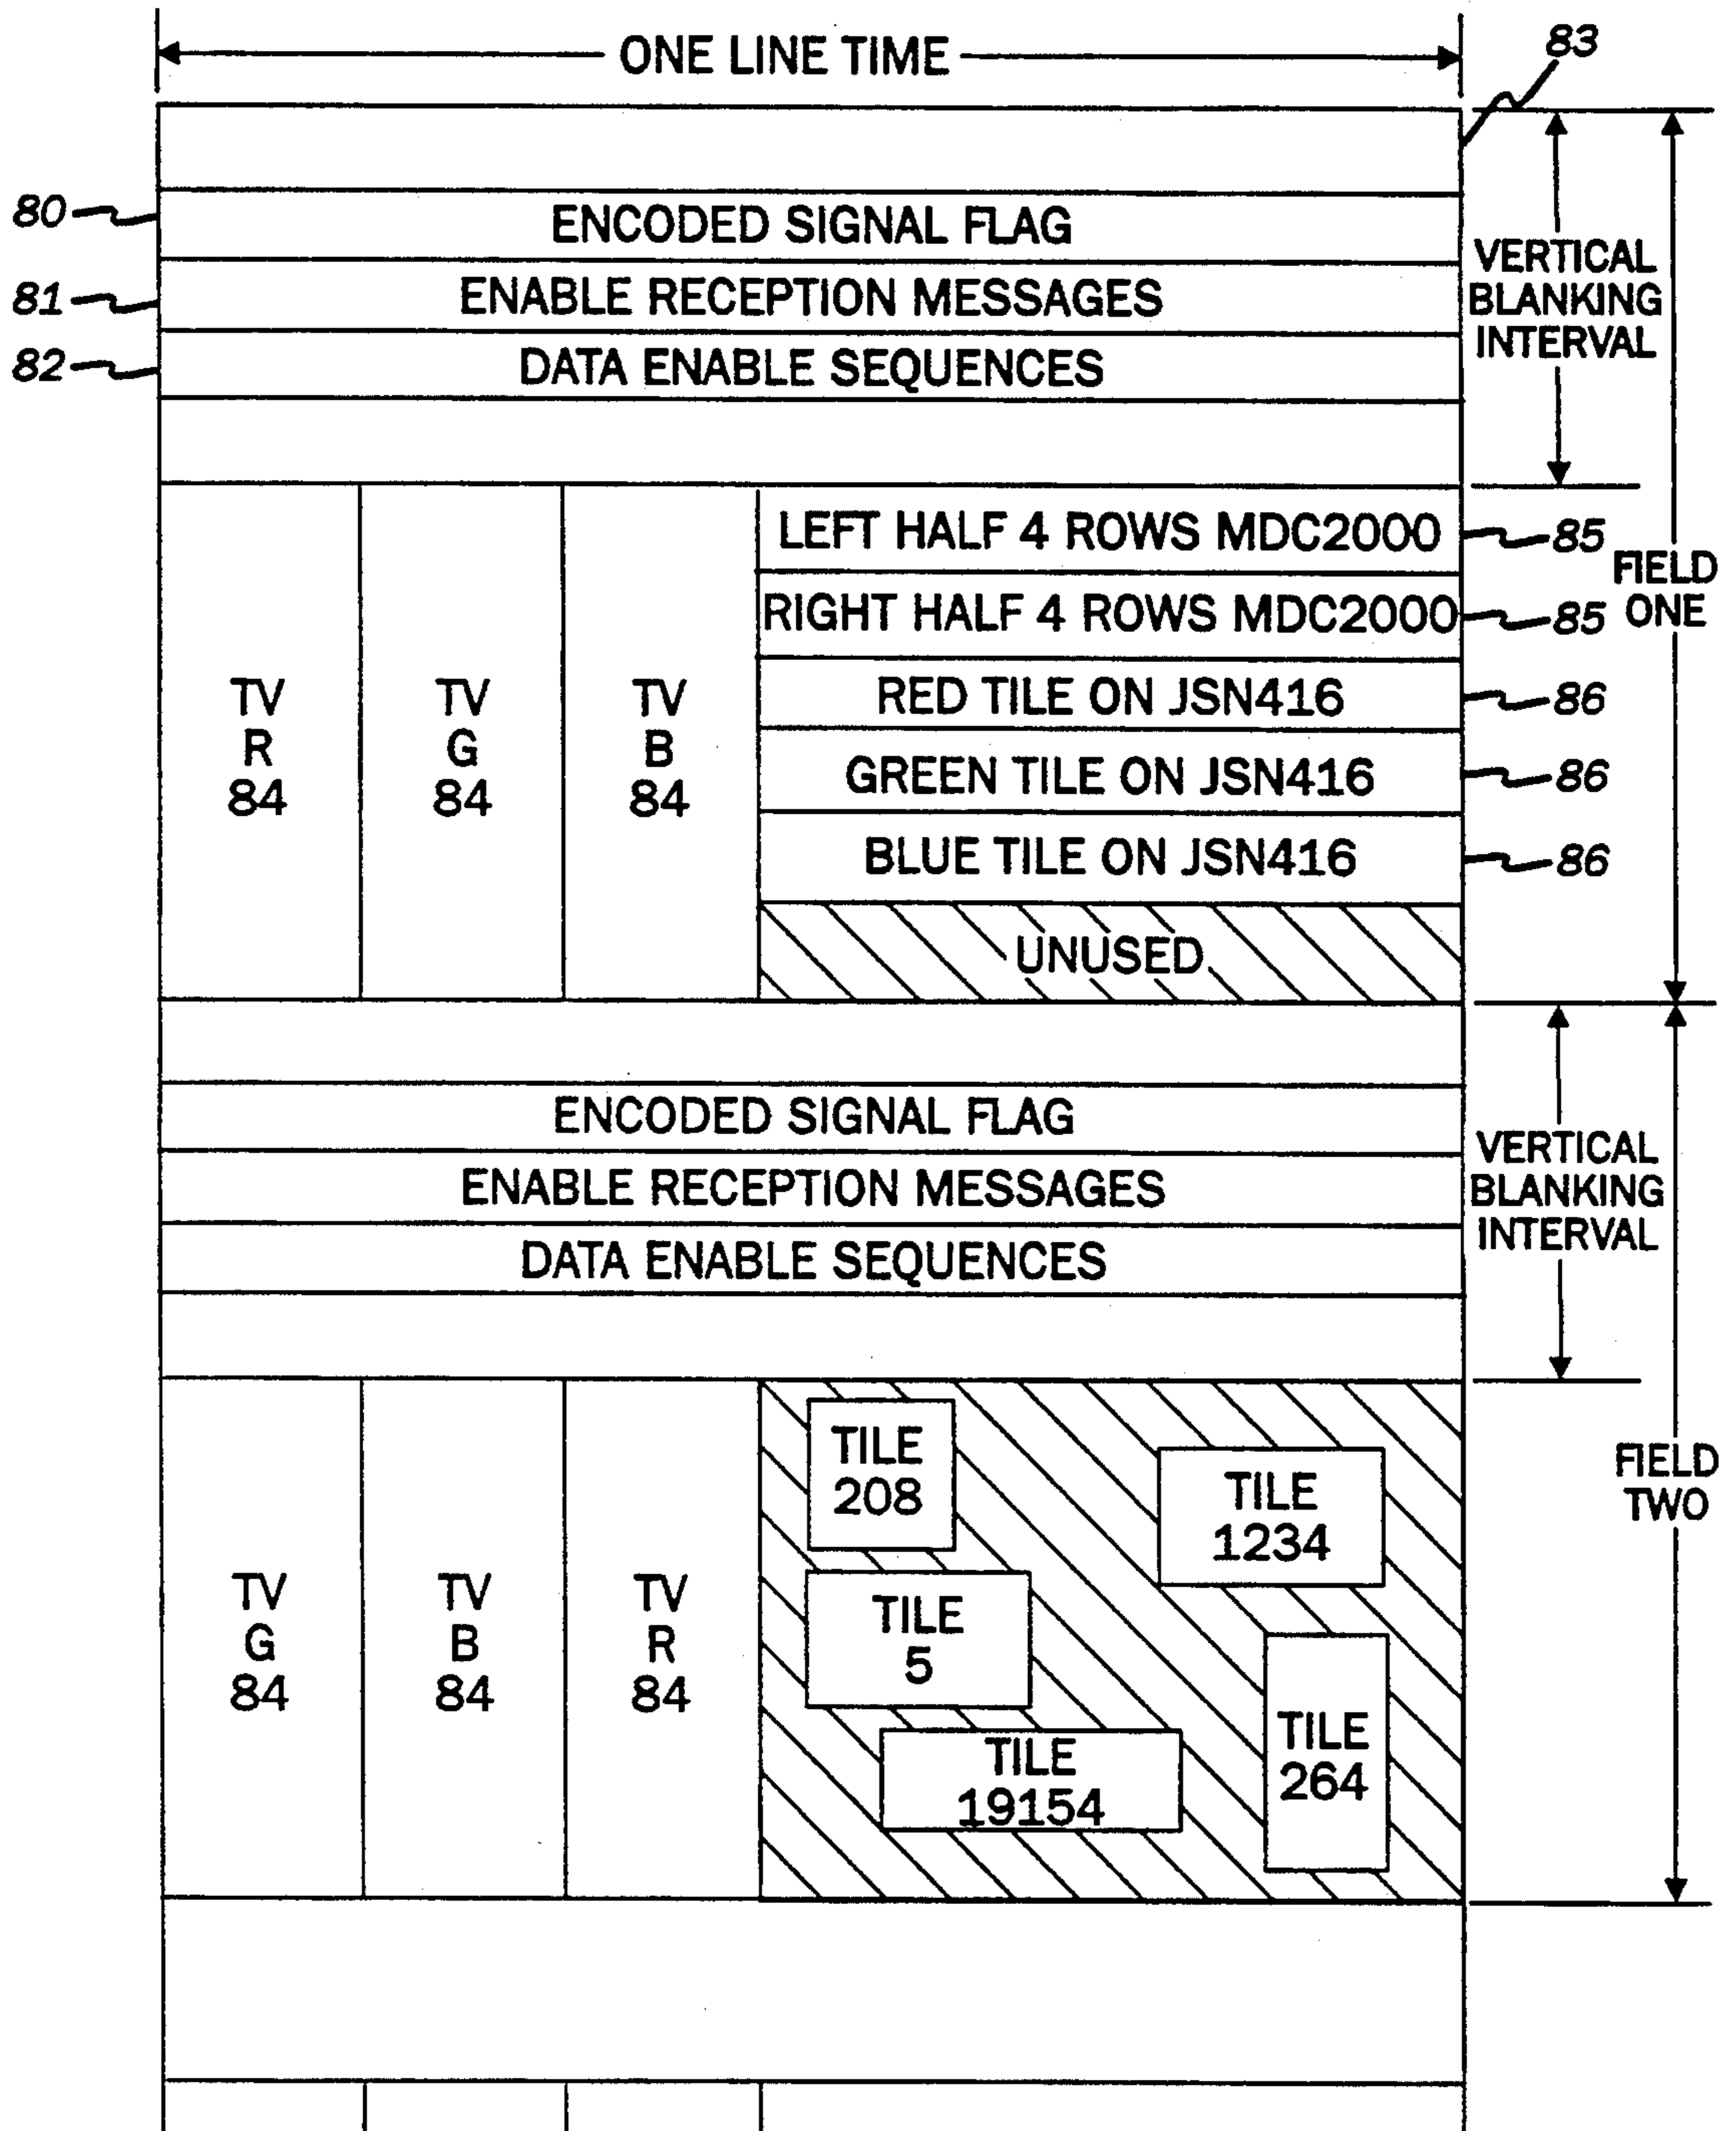 ONE LINE TIME
83
80
ENCODED SIGNAL FLAG
81
ENABLE RECEPTION MESSAGES
82
DATA ENABLE SEQUENCES
VERTICAL
BLANKING
INTERVAL
FIELD
ONE
TV
R
84
TV
G
84
TV
B
84
LEFT HALF 4 ROWS MDC2000
85
RIGHT HALF 4 ROWS MDC2000
85
RED TILE ON JSN416
86
GREEN TILE ON JSN416
86
BLUE TILE ON JSN416
86
UNUSED
ENCODED SIGNAL FLAG
ENABLE RECEPTION MESSAGES
DATA ENABLE SEQUENCES
VERTICAL
BLANKING
INTERVAL
FIELD
TWO
TV
G
84
TV
B
84
TV
R
84
TILE
208
TILE
1234
TILE
5
TILE
264
TILE
19154